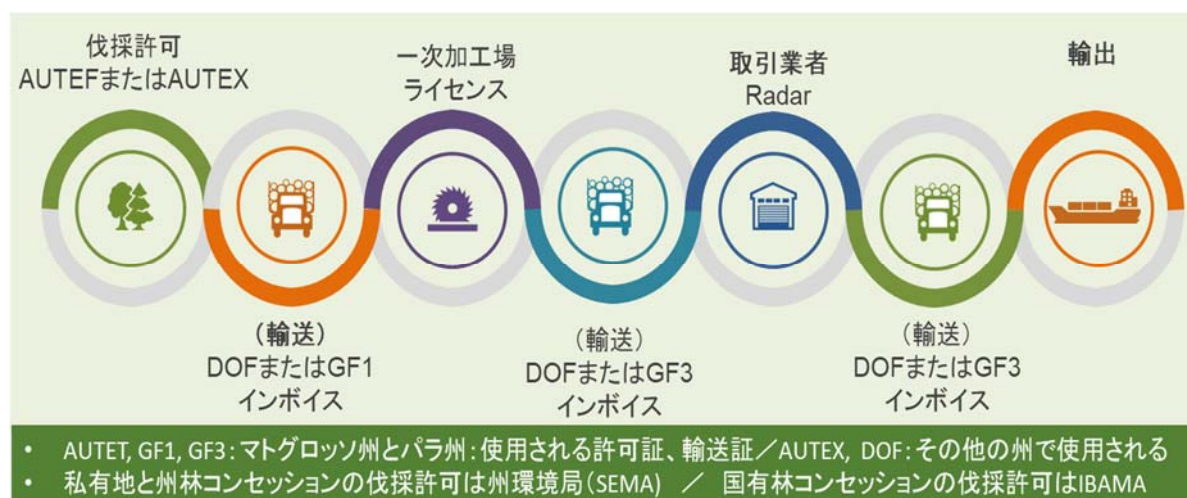 伐採許可
AUTEFまたはAUTEX
一次加工場
ライセンス
取引業者
Radar
輸出
（輸送）
DOFまたはGF1
インボイス
（輸送）
DOFまたはGF3
インボイス
（輸送）
DOFまたはGF3
インボイス
• AUTET, GF1, GF3：マトグロッソ州とパラ州：使用される許可証、輸送証／AUTEX, DOF：その他の州で使用される
• 私有地と州林コンセッションの伐採許可は州環境局（SEMA） ／ 国有林コンセッションの伐採許可はIBAMA